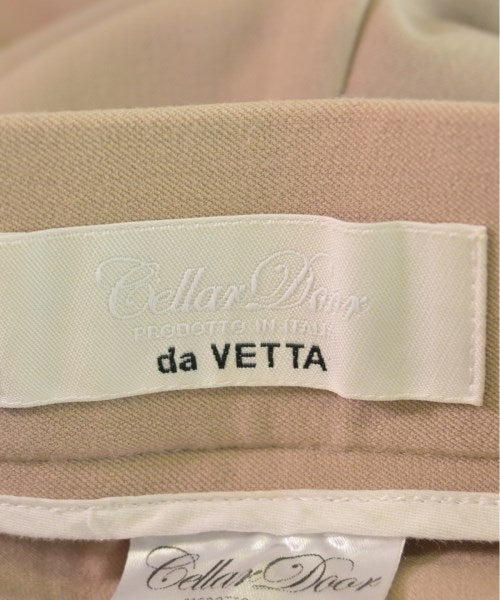 Cellar Door
PRODOTTO IN ITALIA
da VETTA
Cellar Door